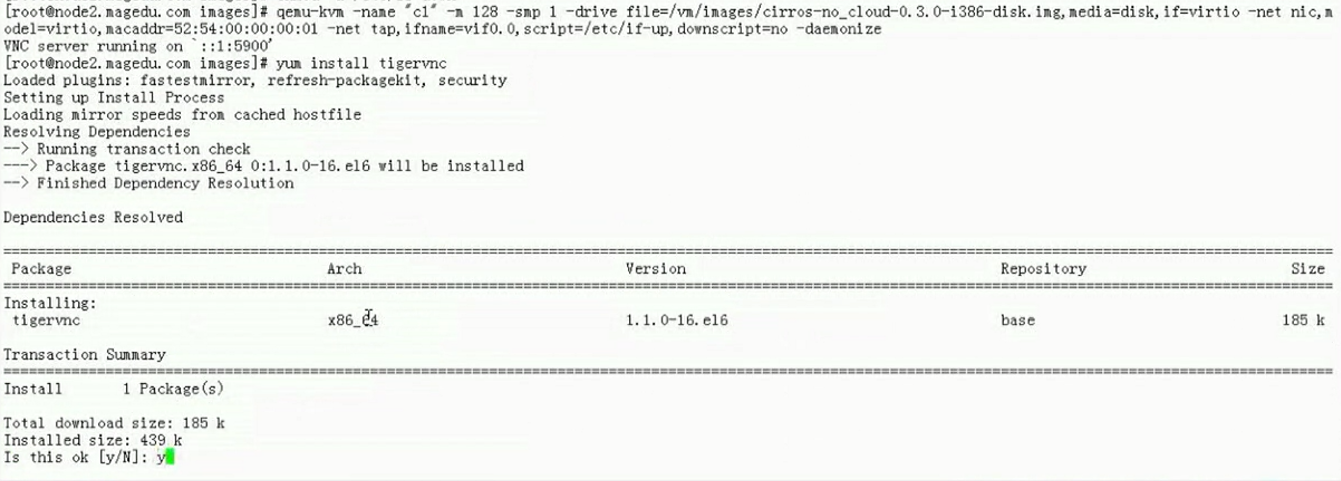 [root@node2.magedu.com images]# qemu-kvm -name "c1" -m 128 -smp 1 -drive file=/vm/images/cirros-no_cloud-0.3.0-i386-disk.img,media=disk,if=virtio -net nic,m
odel=virtio,macaddr=52:54:00:00:00:01 -net tap,ifname=vif0.0,script=/etc/if-up,downscript=no -daemonize
VNC server running on `::1:5900'
[root@node2.magedu.com images]# yum install tigervnc
Loaded plugins: fastestmirror, refresh-packagekit, security
Setting up Install Process
Loading mirror speeds from cached hostfile
Resolving Dependencies
--> Running transaction check
---> Package tigervnc.x86_64 0:1.1.0-16.el6 will be installed
--> Finished Dependency Resolution
Dependencies Resolved
Package Arch Version Repository Size
Installing:
tigervnc x86_64 1.1.0-16.el6 base 185 k
Transaction Summary
Install 1 Package(s)
Total download size: 185 k
Installed size: 439 k
Is this ok [y/N]: y